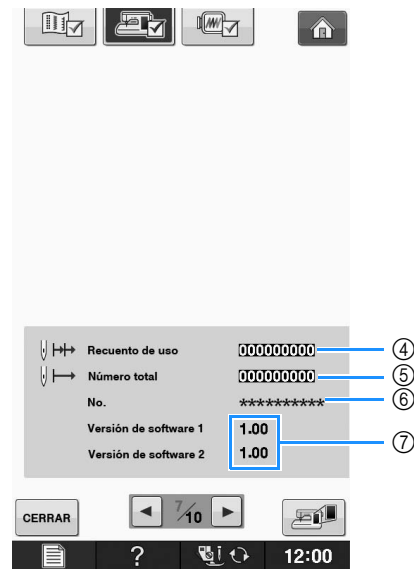 Recuento de uso 000000000 ④
Número total 000000000 ⑤
No. ********** ⑥
Versión de software 1 1.00
⑦
Versión de software 2 1.00
CERRAR 7/10
? 12:00